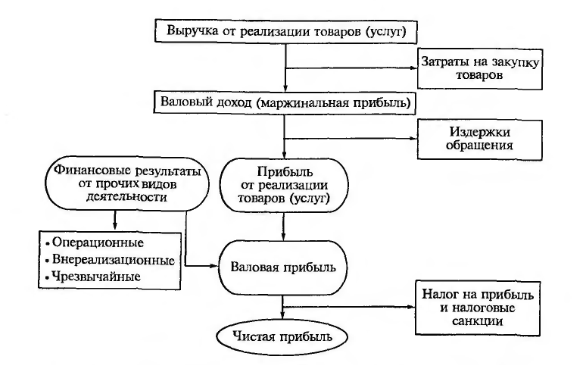 Выручка от реализации товаров (услуг)
Затраты на закупку
товаров
Валовый доход (маржинальная прибыль)
Издержки
обращения
Финансовые результаты
от прочих видов
деятельности
Прибыль
от реализации
товаров (услуг)
• Операционные
• Внереализационные
• Чрезвычайные
Валовая прибыль
Налог на прибыль
и налоговые
санкции
Чистая прибыль